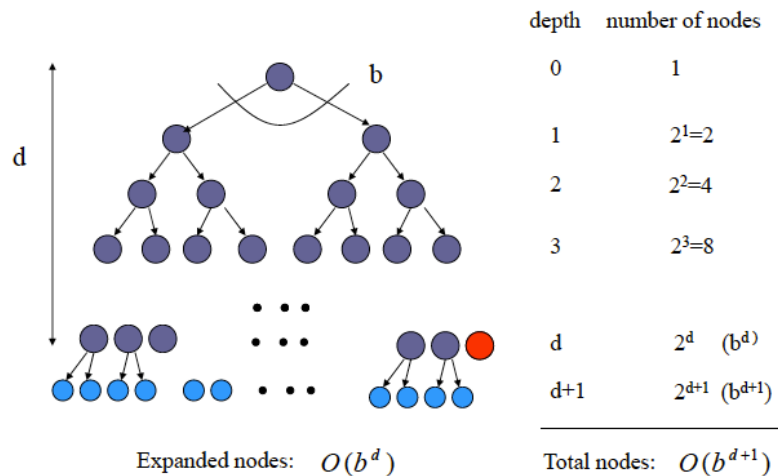 depth number of nodes
b
0 1
d
1 2¹=2
2 2²=4
3 2³=8
d 2ᵈ (bᵈ)
d+1 2ᵈ⁺¹ (bᵈ⁺¹)
Expanded nodes: O(bᵈ) Total nodes: O(bᵈ⁺¹)